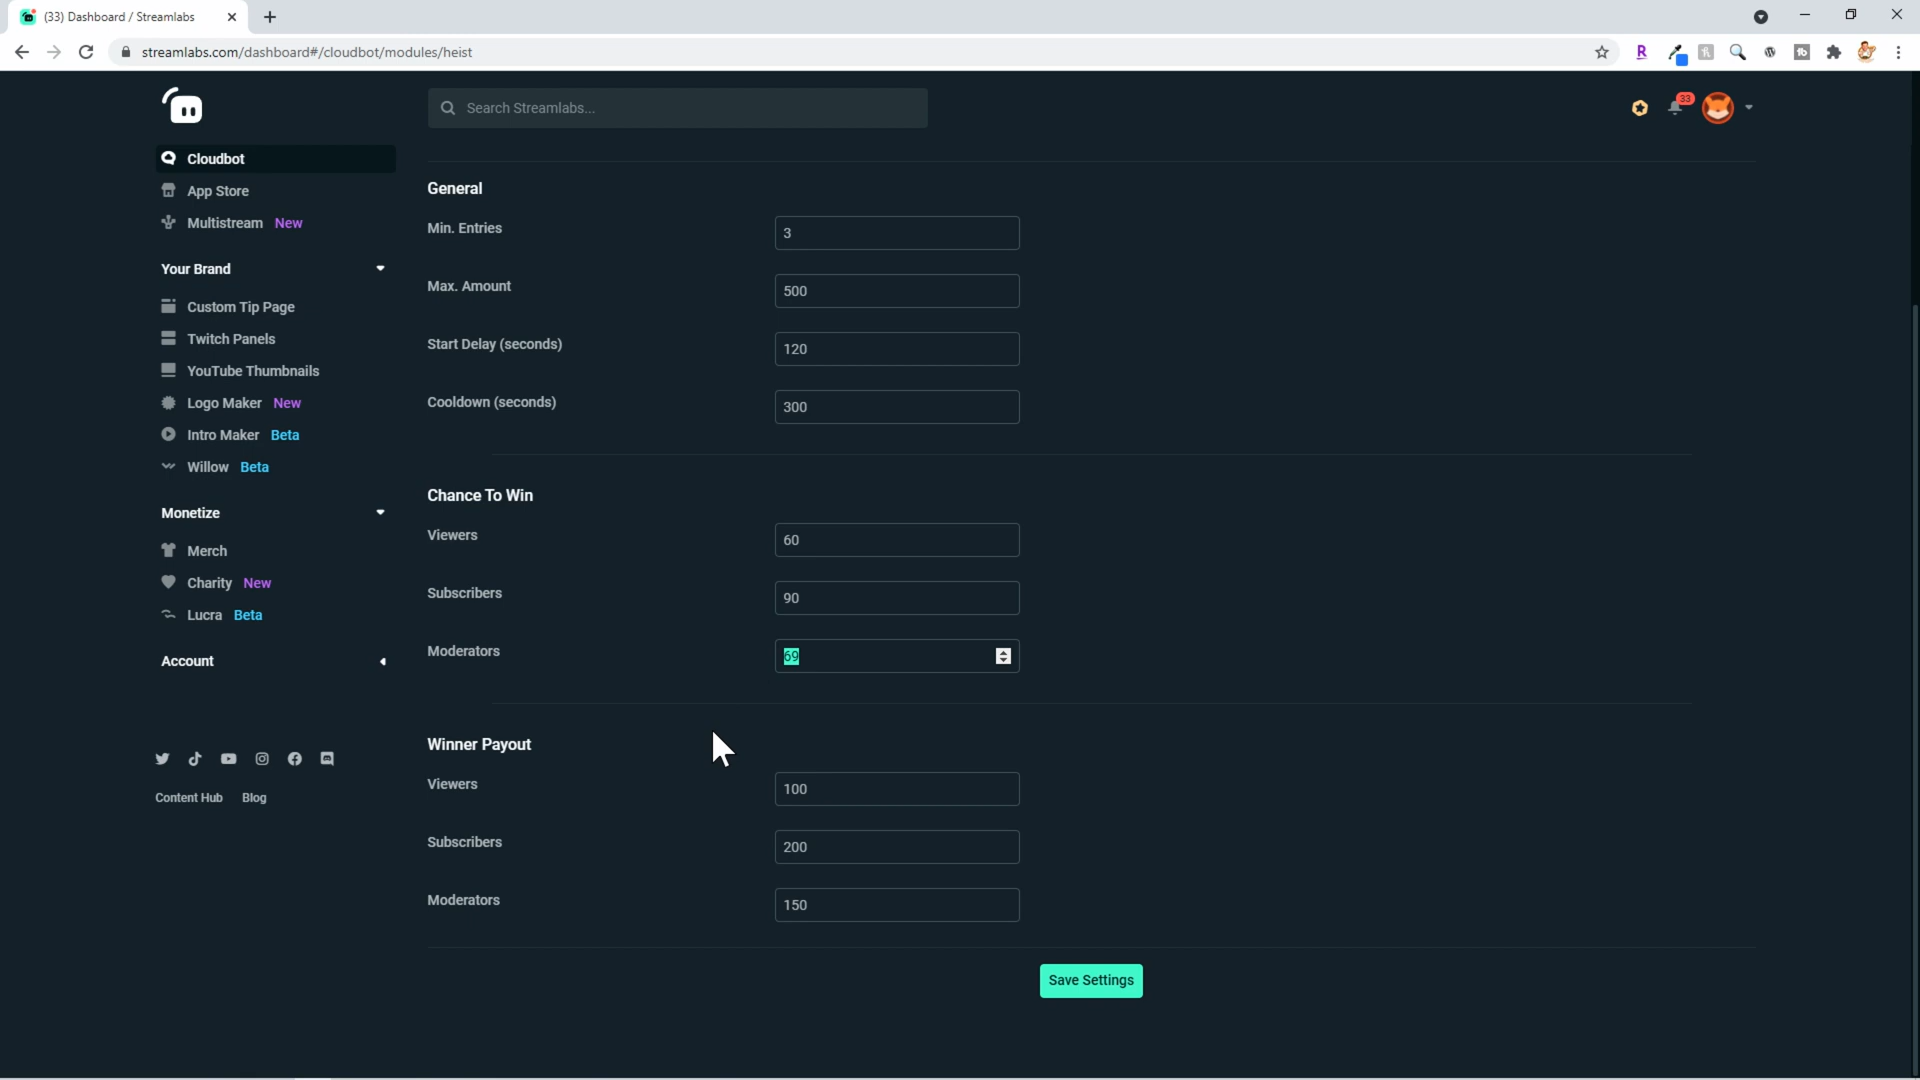 (33) Dashboard / Streamlabs
streamlabs.com/dashboard#/cloudbot/modules/heist
Search Streamlabs...
33
Cloudbot
App Store
Multistream New
Your Brand
Custom Tip Page
Twitch Panels
YouTube Thumbnails
Logo Maker New
Intro Maker Beta
Willow Beta
Monetize
Merch
Charity New
Lucra Beta
Account
Content Hub Blog
General
Min. Entries 3
Max. Amount 500
Start Delay (seconds) 120
Cooldown (seconds) 300
Chance To Win
Viewers 60
Subscribers 90
Moderators 69
Winner Payout
Viewers 100
Subscribers 200
Moderators 150
Save Settings